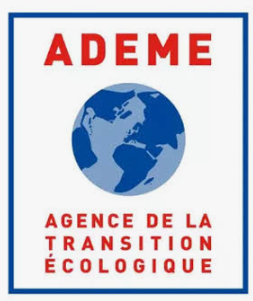 ADEME
AGENCE DE LA
TRANSITION
ÉCOLOGIQUE